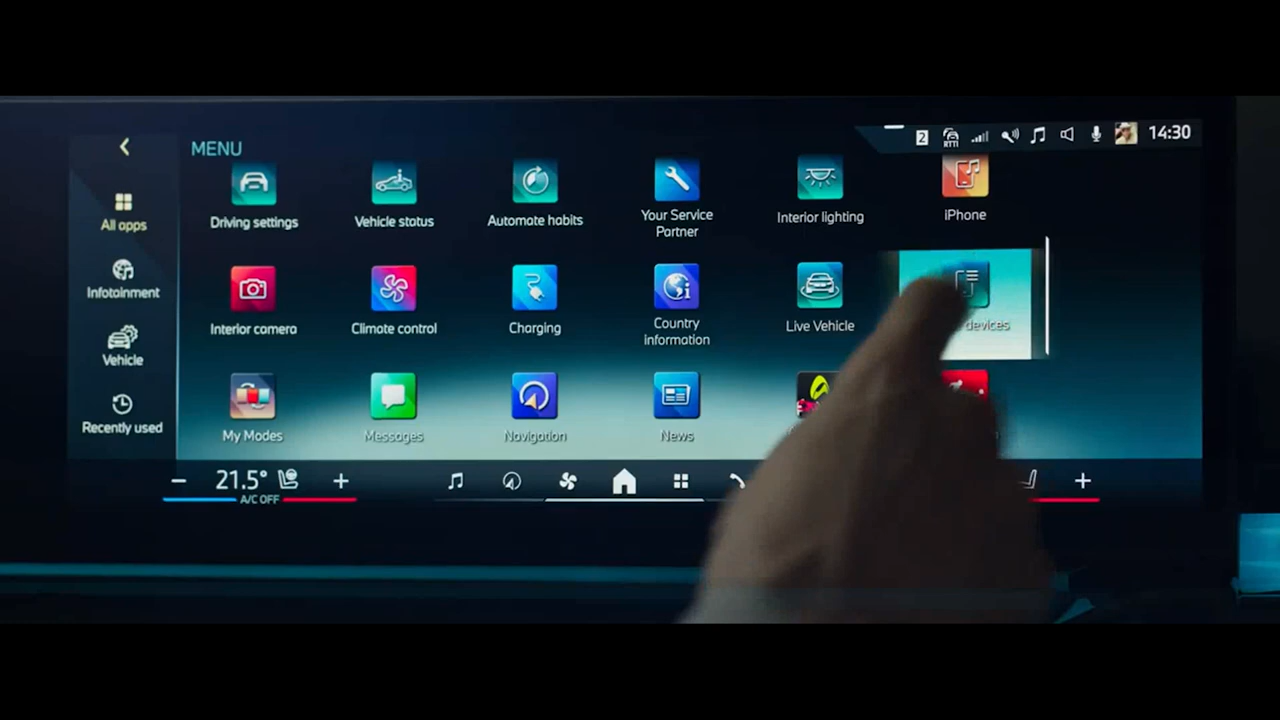 MENU
2
RTTI
14:30
All apps
Infotainment
Vehicle
Recently used
Driving settings
Vehicle status
Automate habits
Your Service
Partner
Interior lighting
iPhone
Interior camera
Climate control
Charging
Country
information
Live Vehicle
devices
My Modes
Messages
Navigation
News
− 21.5° +
A/C OFF
+